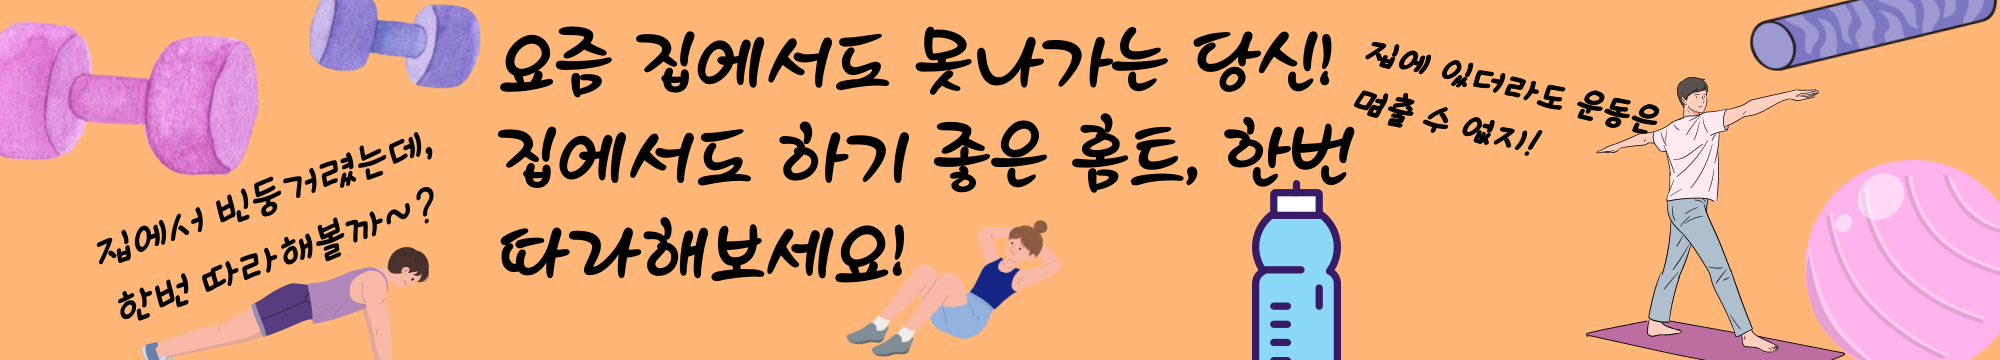 요즘 집에서도 못나가는 당신!
집에서도 하기 좋은 홈트, 한번
따라해보세요!
집에서 빈둥거렸는데,
한번 따라해볼까~?
집에 있더라도 운동은
멈출 수 없지!